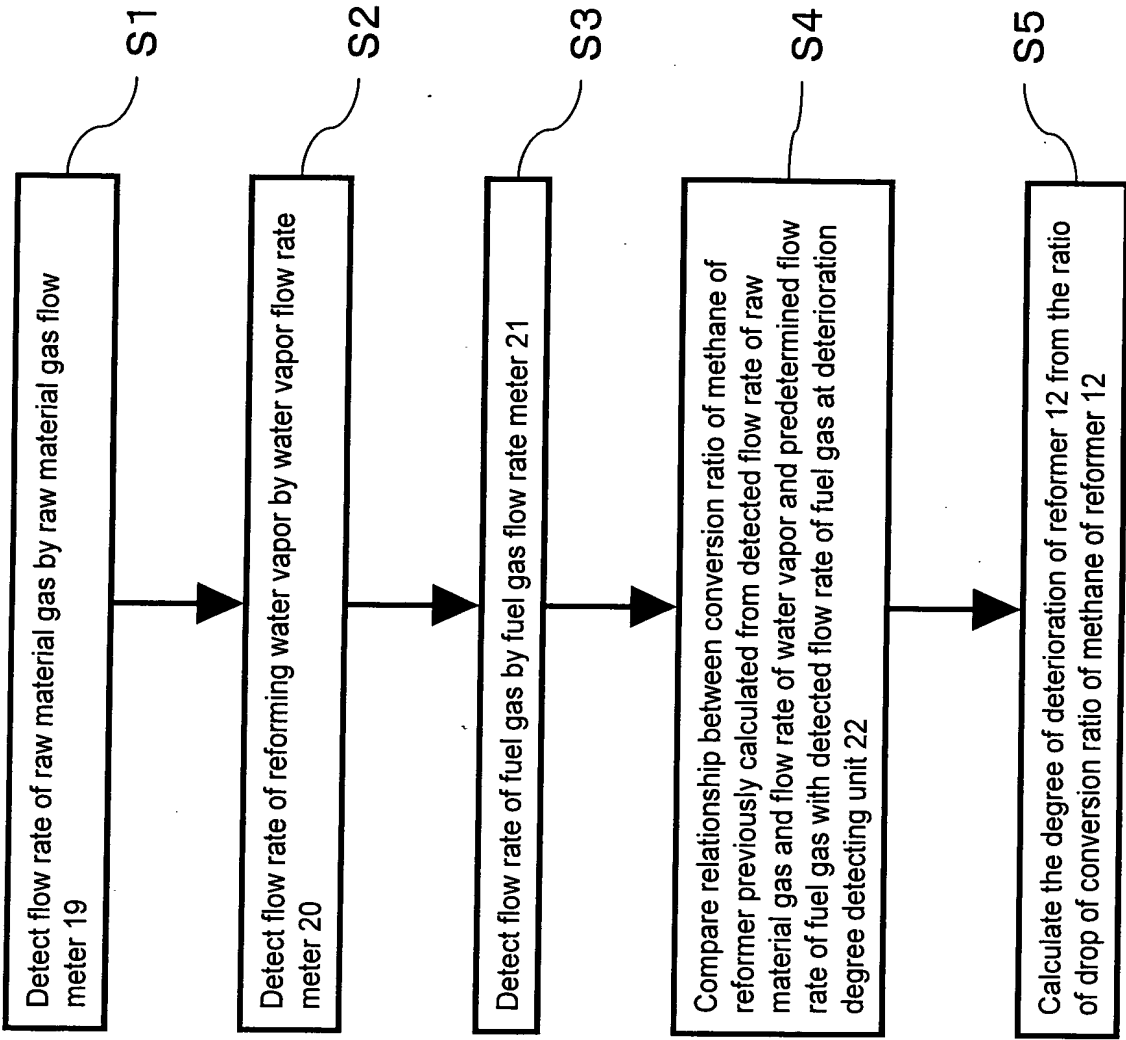 Detect flow rate of raw material gas by raw material gas flow
meter 19
S1
Detect flow rate of reforming water vapor by water vapor flow rate
meter 20
S2
Detect flow rate of fuel gas by fuel gas flow rate meter 21
S3
Compare relationship between conversion ratio of methane of
reformer previously calculated from detected flow rate of raw
material gas and flow rate of water vapor and predetermined flow
rate of fuel gas with detected flow rate of fuel gas at deterioration
degree detecting unit 22
S4
Calculate the degree of deterioration of reformer 12 from the ratio
of drop of conversion ratio of methane of reformer 12
S5